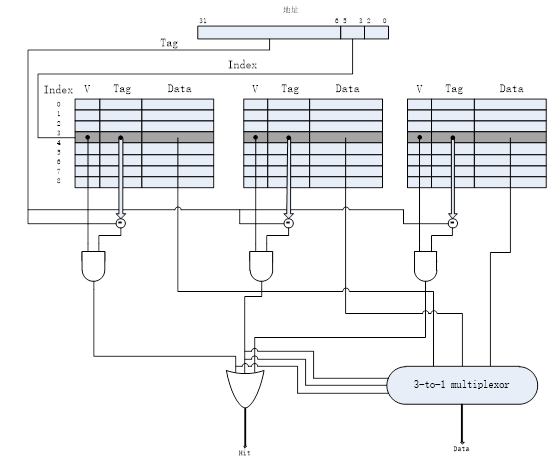 地址
31 6 5 3 2 0
Tag
Index
Index V Tag Data V Tag Data V Tag Data
0
1
2
3
4
5
6
7
8
= = =
3-to-1 multiplexor
Hit
Data